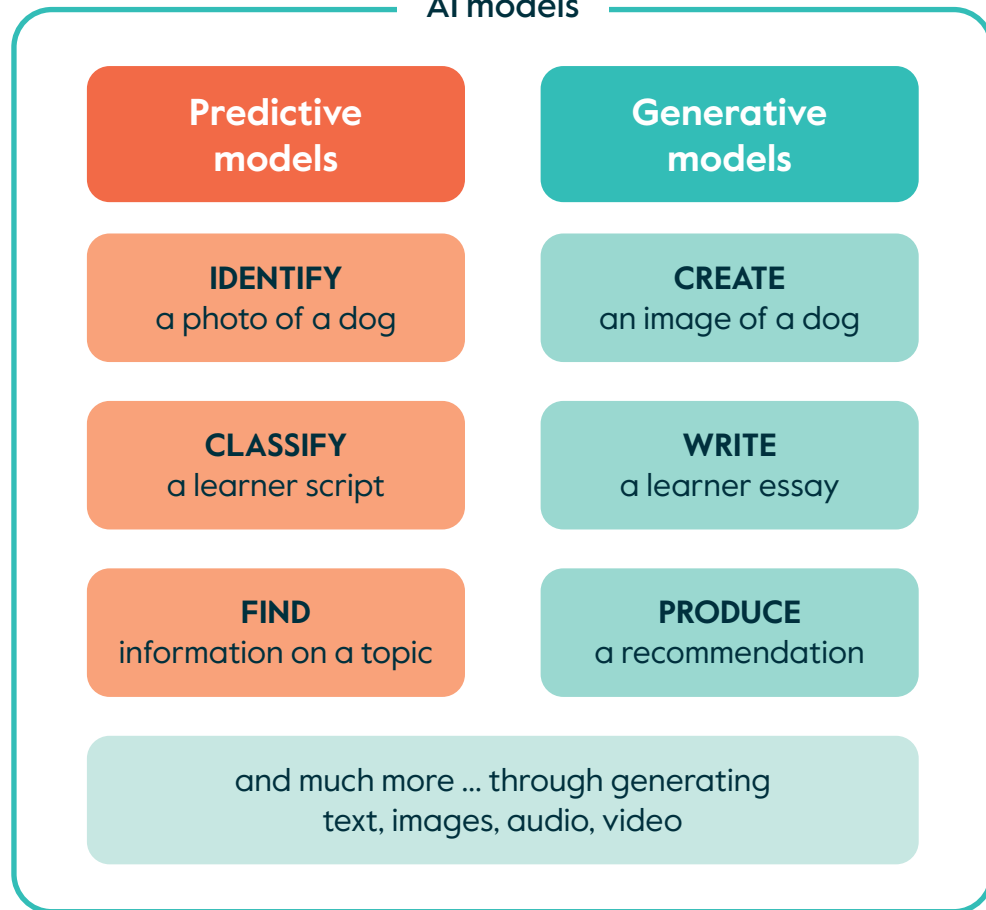 AI models
Predictive
models
IDENTIFY
a photo of a dog
CLASSIFY
a learner script
FIND
information on a topic
Generative
models
CREATE
an image of a dog
WRITE
a learner essay
PRODUCE
a recommendation
and much more ... through generating
text, images, audio, video